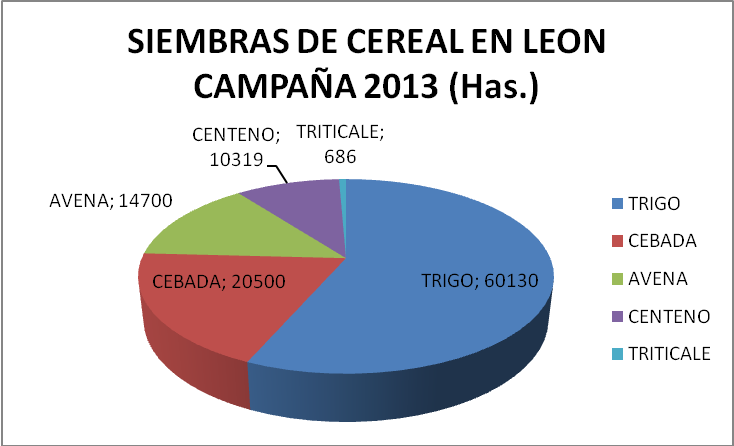 SIEMBRAS DE CEREAL EN LEON
CAMPAÑA 2013 (Has.)
TRITICALE;
686
CENTENO;
10319
AVENA; 14700
CEBADA; 20500
TRIGO; 60130
TRIGO
CEBADA
AVENA
CENTENO
TRITICALE